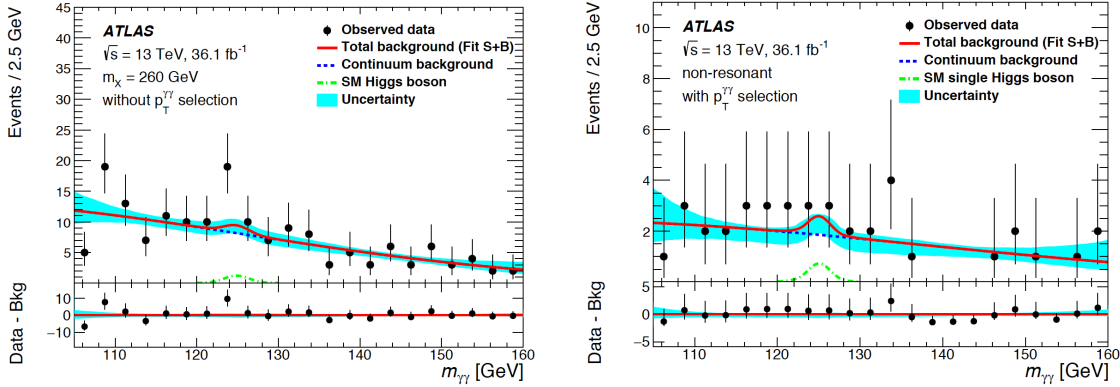 Events / 2.5 GeV
45
40
35
30
25
20
15
10
5
ATLAS
√s = 13 TeV, 36.1 fb⁻¹
m_X = 260 GeV
without p_T^γγ selection
Observed data
Total background (Fit S+B)
Continuum background
SM Higgs boson
Uncertainty
Data - Bkg
10
0
−10
110 120 130 140 150 160
m_γγ [GeV]
Events / 2.5 GeV
10
8
6
4
2
ATLAS
√s = 13 TeV, 36.1 fb⁻¹
non-resonant
with p_T^γγ selection
Observed data
Total background (Fit S+B)
Continuum background
SM single Higgs boson
Uncertainty
Data - Bkg
5
0
−5
110 120 130 140 150 160
m_γγ [GeV]